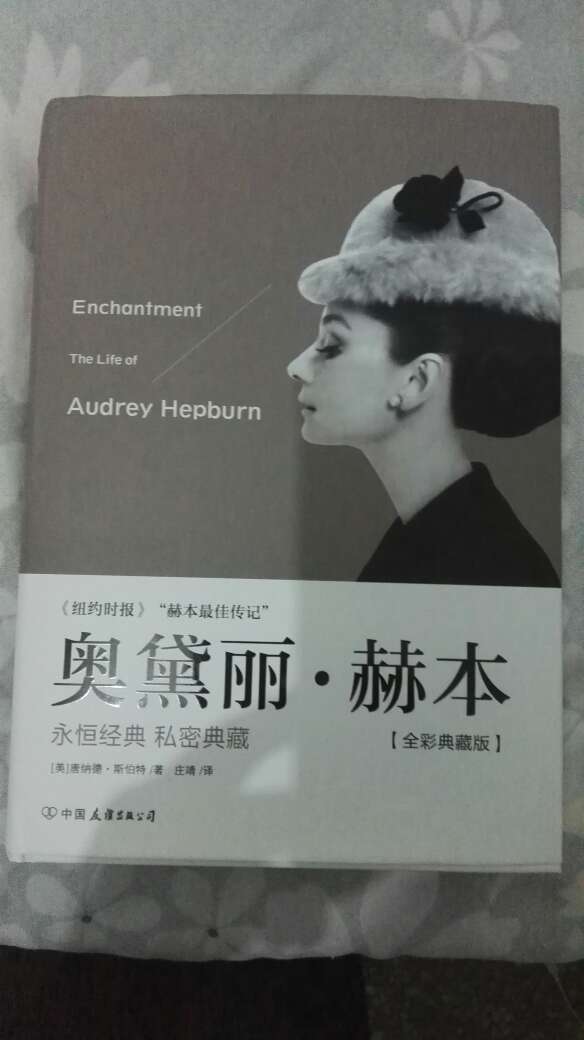 Enchantment
The Life of
Audrey Hepburn
《纽约时报》“赫本最佳传记”
奥黛丽·赫本
永恒经典 私密典藏
【全彩典藏版】
[美]唐纳德·斯伯特/著 庄靖/译
中国友谊出版公司